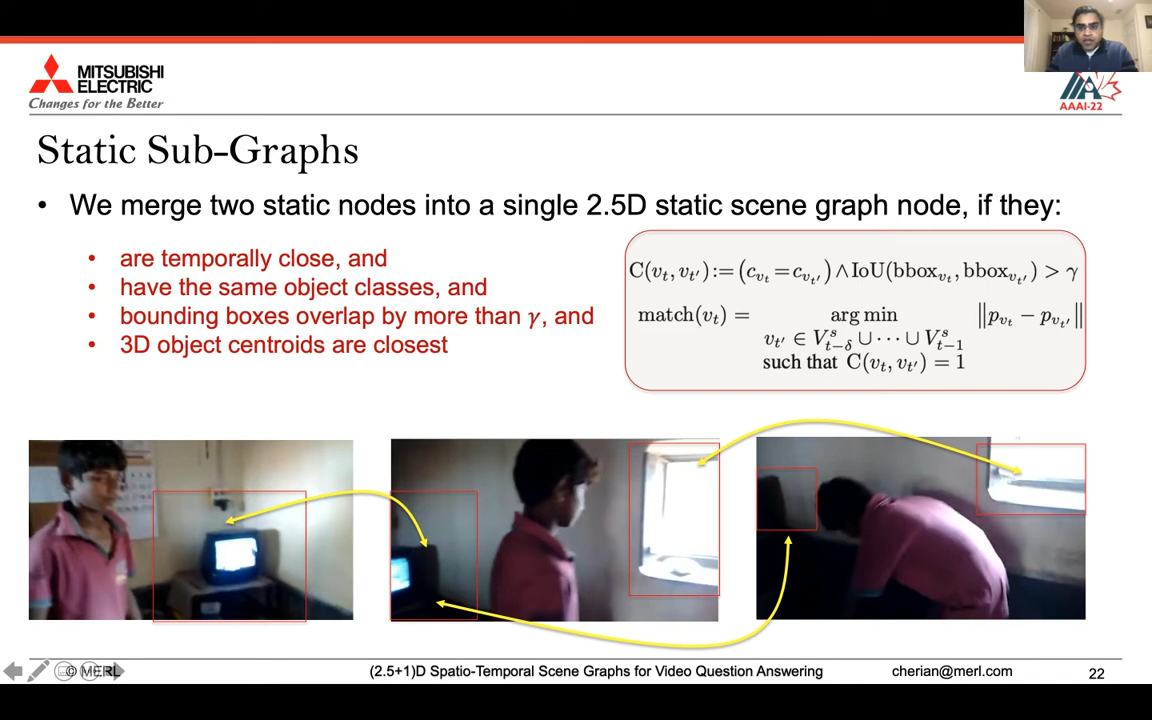 MITSUBISHI
ELECTRIC
Changes for the Better
AAAI-22
Static Sub-Graphs
• We merge two static nodes into a single 2.5D static scene graph node, if they:
• are temporally close, and
• have the same object classes, and
• bounding boxes overlap by more than γ, and
• 3D object centroids are closest
C(v_t, v_t′) := (c_{v_t} = c_{v_t′}) ∧ IoU(bbox_{v_t}, bbox_{v_t′}) > γ
match(v_t) = arg min ‖p_{v_t} − p_{v_t′}‖
v_t′ ∈ V^s_{t−δ} ∪ ⋯ ∪ V^s_{t−1}
such that C(v_t, v_t′) = 1
© MERL
(2.5+1)D Spatio-Temporal Scene Graphs for Video Question Answering
cherian@merl.com
22